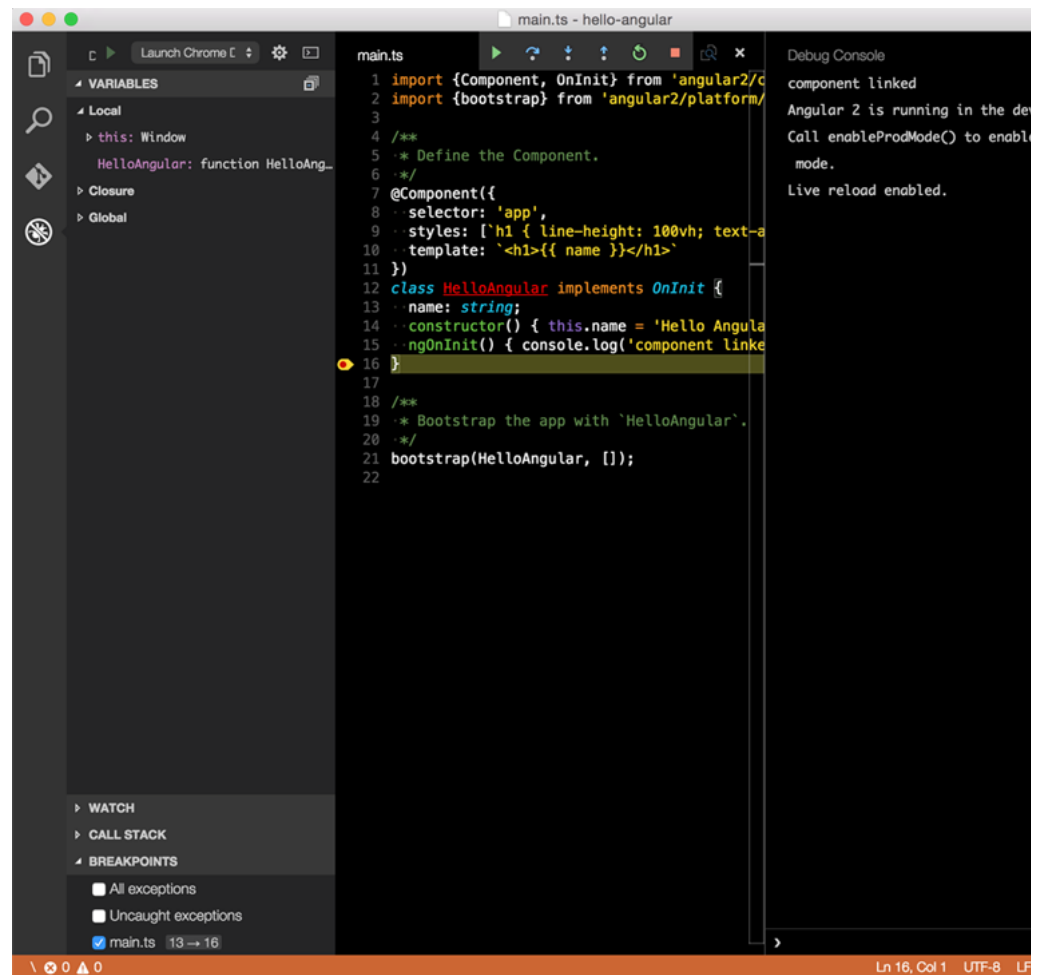 main.ts - hello-angular
Launch Chrome
VARIABLES
Local
this: Window
HelloAngular: function HelloAng…
Closure
Global
WATCH
CALL STACK
BREAKPOINTS
All exceptions
Uncaught exceptions
main.ts 13 → 16
main.ts
1 import {Component, OnInit} from 'angular2/c
2 import {bootstrap} from 'angular2/platform/
3
4 /**
5 ·* Define the Component.
6 ·*/
7 @Component({
8 ··selector: 'app',
9 ··styles: [`h1 { line-height: 100vh; text-a
10 ··template: `<h1>{{ name }}</h1>`
11 })
12 class HelloAngular implements OnInit {
13 ··name: string;
14 ··constructor() { this.name = 'Hello Angula
15 ··ngOnInit() { console.log('component linke
16 }
17
18 /**
19 ·* Bootstrap the app with `HelloAngular`.
20 ·*/
21 bootstrap(HelloAngular, []);
22
Debug Console
component linked
Angular 2 is running in the dev
Call enableProdMode() to enable
mode.
Live reload enabled.
0 0
Ln 16, Col 1 UTF-8 LF